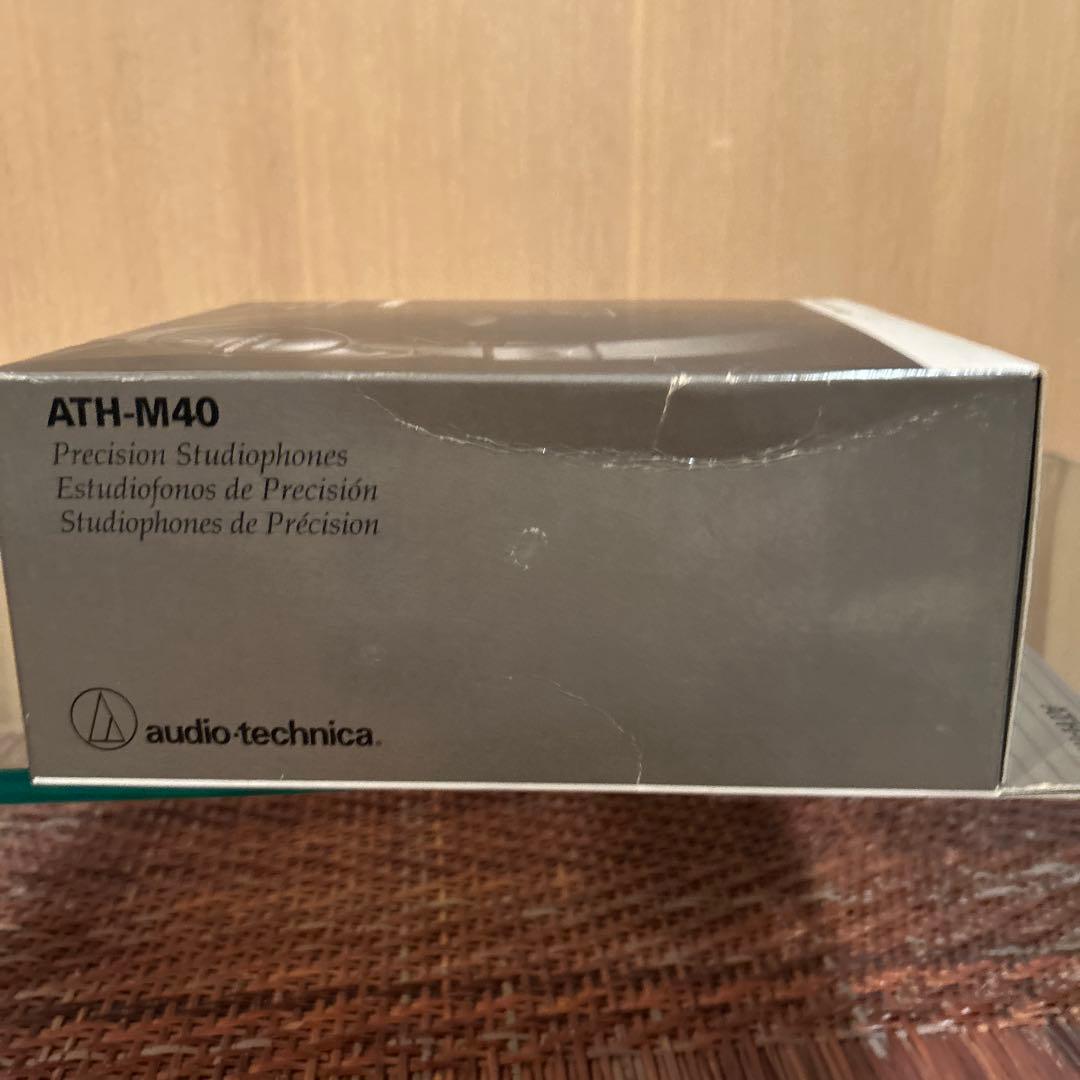 ATH-M40
Precision Studiophones
Estudiofonos de Precisión
Studiophones de Précision
audio-technica.